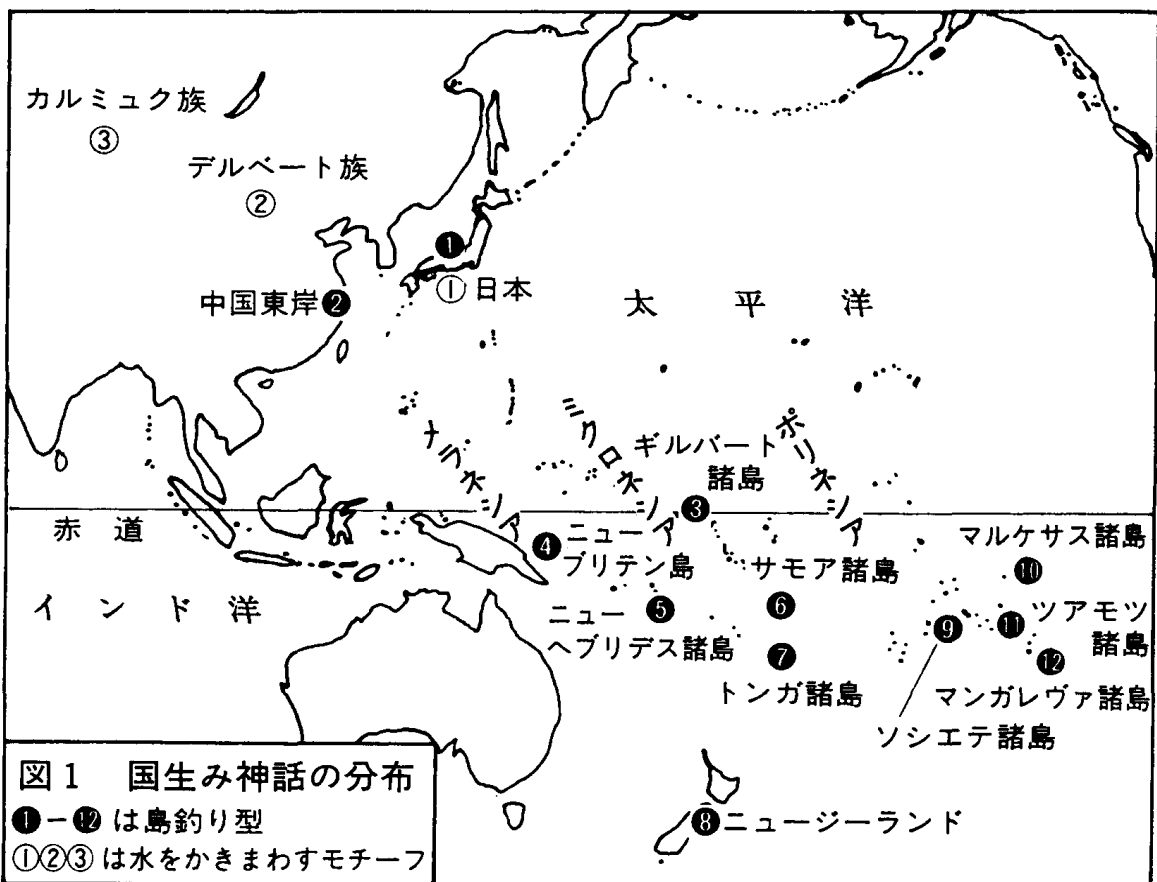 カルミュク族
③
デルベート族
②
❶
①日本
中国東岸❷
太平洋
メラネシア
ミクロネシア
ポリネシア
ギルバート
諸島
❸
赤道
❹ニュー
ブリテン島
サモア諸島
❻
マルケサス諸島
❿
インド洋
ニュー❺
ヘブリデス諸島
❼
トンガ諸島
❾
⓫ツアモツ
諸島
⓬
マンガレヴァ諸島
ソシエテ諸島
❽ニュージーランド
図1 国生み神話の分布
❶−⓬は島釣り型
①②③は水をかきまわすモチーフ